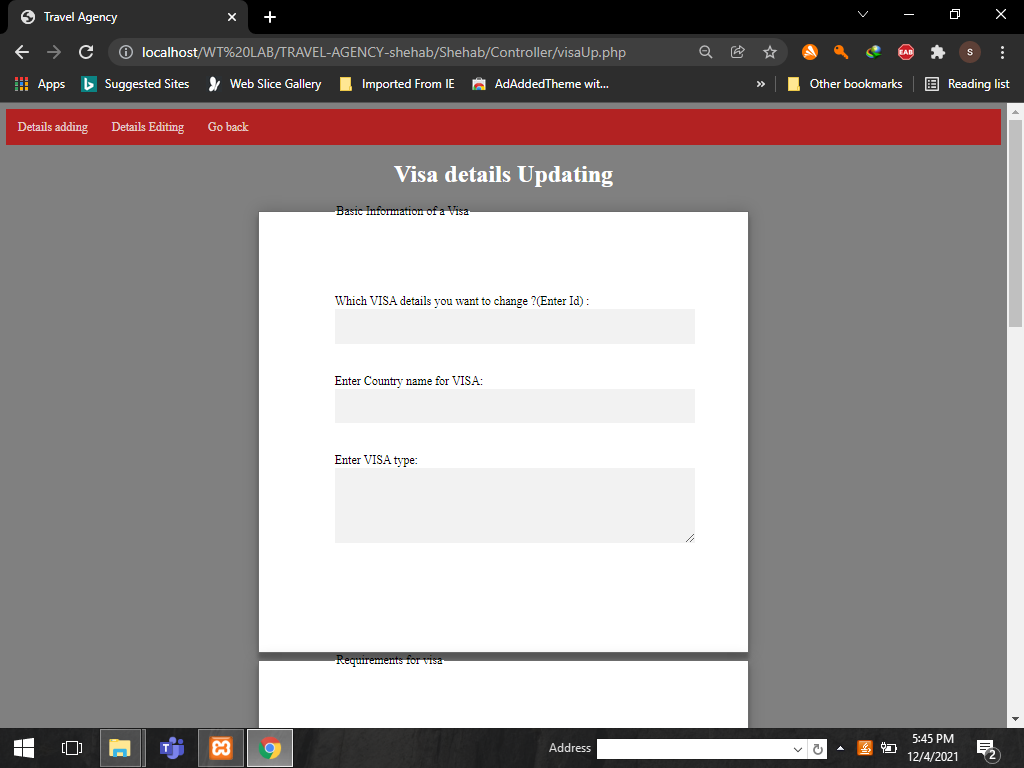 Travel Agency
localhost/WT%20LAB/TRAVEL-AGENCY-shehab/Shehab/Controller/visaUp.php
EAB
S
Apps
Suggested Sites
Web Slice Gallery
Imported From IE
AdAddedTheme wit...
»
Other bookmarks
Reading list
Details adding
Details Editing
Go back
Visa details Updating
Basic Information of a Visa
Which VISA details you want to change ?(Enter Id) :
Enter Country name for VISA:
Enter VISA type:
Requirements for visa
Address
5:45 PM
12/4/2021
2